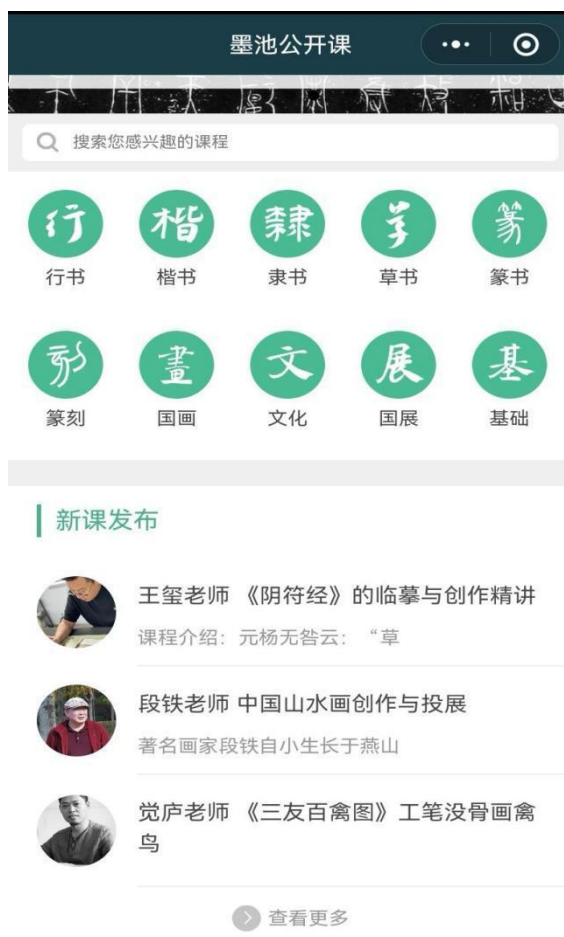 墨池公开课
搜索您感兴趣的课程
行 楷 隸 草 篆
行书 楷书 隶书 草书 篆书
刻 畫 文 展 基
篆刻 国画 文化 国展 基础
新课发布
王玺老师 《阴符经》的临摹与创作精讲
课程介绍：元杨无咎云：“草
段铁老师 中国山水画创作与投展
著名画家段铁自小生长于燕山
觉庐老师 《三友百禽图》工笔没骨画禽
鸟
查看更多